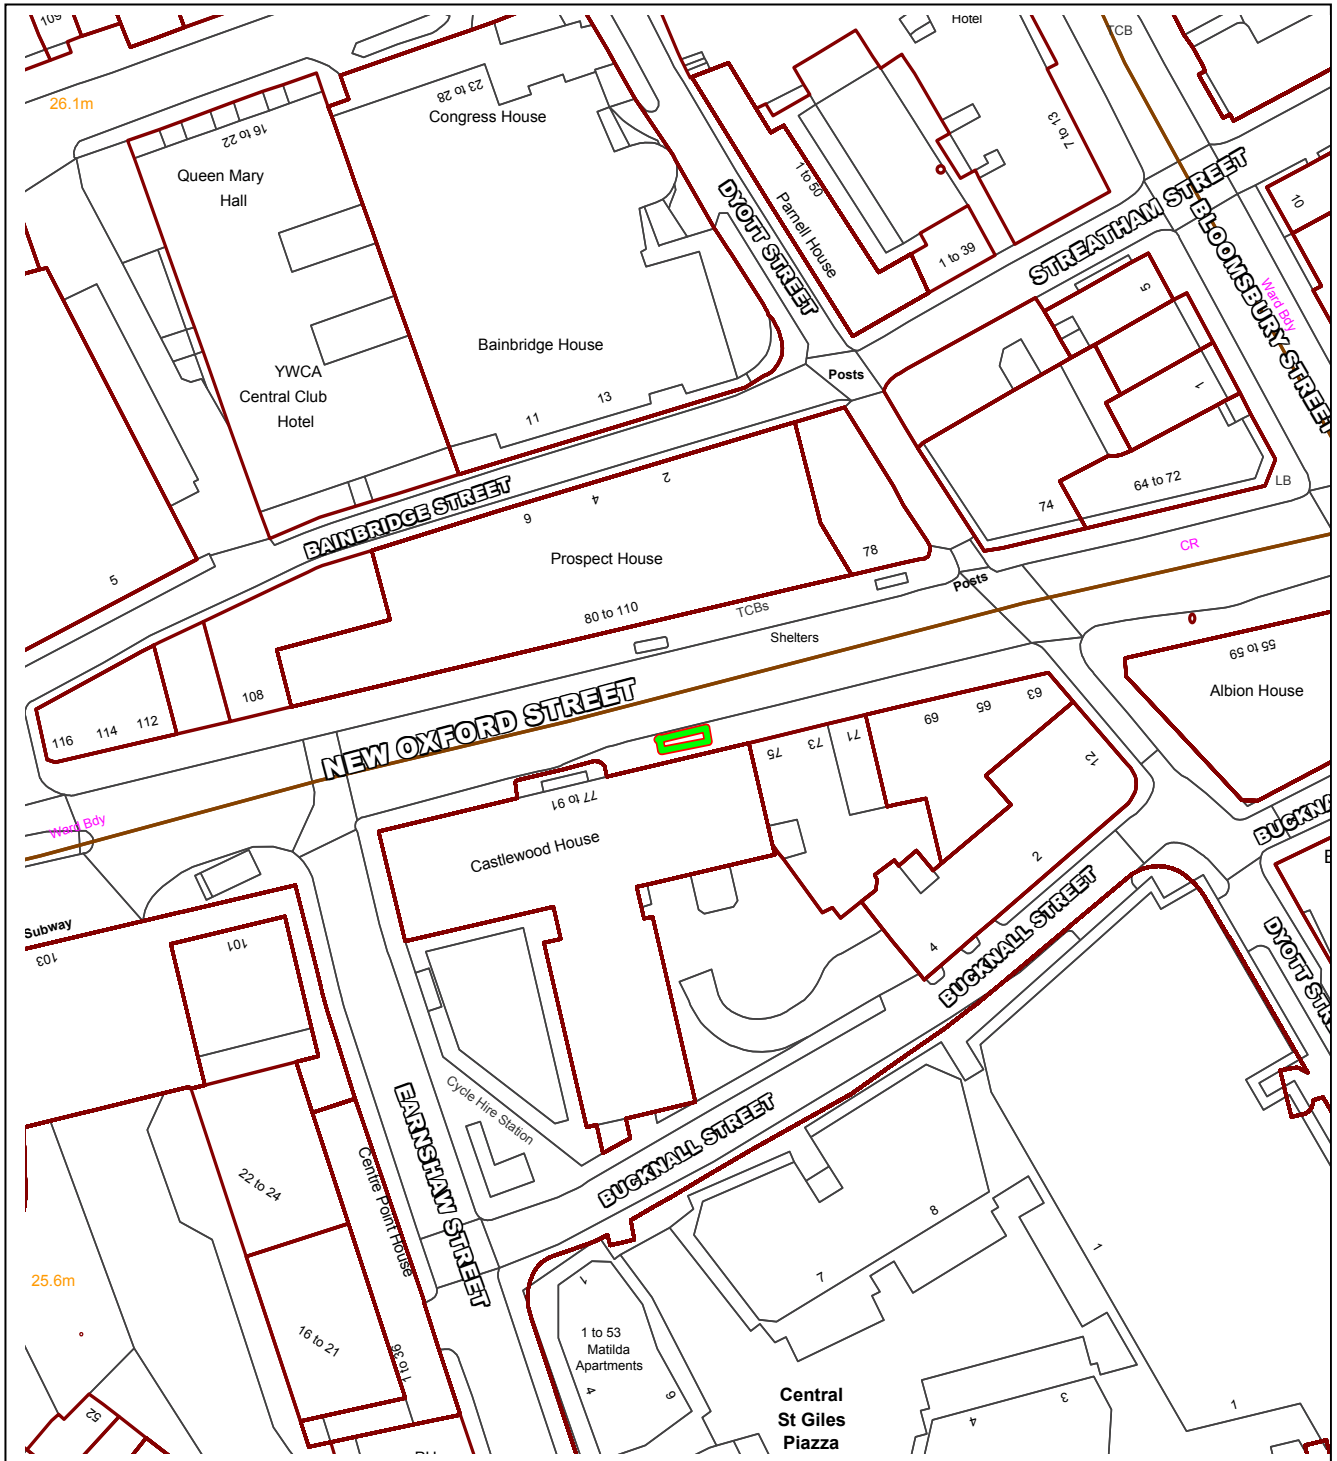 109
Hotel
TCB
26.1m
23 to 28
Congress House
16 to 22
7 to 13
Queen Mary
Hall
1 to 50
Parnell House
DYOTT STREET
STREATHAM STREET
10
1 to 39
BLOOMSBURY STREET
Ward Bdy
5
Bainbridge House
YWCA
Central Club
Hotel
Posts
1
11
13
BAINBRIDGE STREET
2
4
6
64 to 72
LB
74
CR
5
Prospect House
78
Posts
80 to 110
TCBs
Shelters
55 to 59
Albion House
108
112
114
116
NEW OXFORD STREET
63
65
69
71
73
75
12
77 to 91
Ward Bdy
Castlewood House
2
BUCKNA
Subway
103
101
4
BUCKNALL STREET
DYOTT STRE
Cycle Hire Station
EARNSHAW STREET
BUCKNALL STREET
22 to 24
Centre Point House
8
7
1
25.6m
1
16 to 21
1 to 36
1 to 53
Matilda
Apartments
4
6
Central
St Giles
Piazza
3
4
1
52